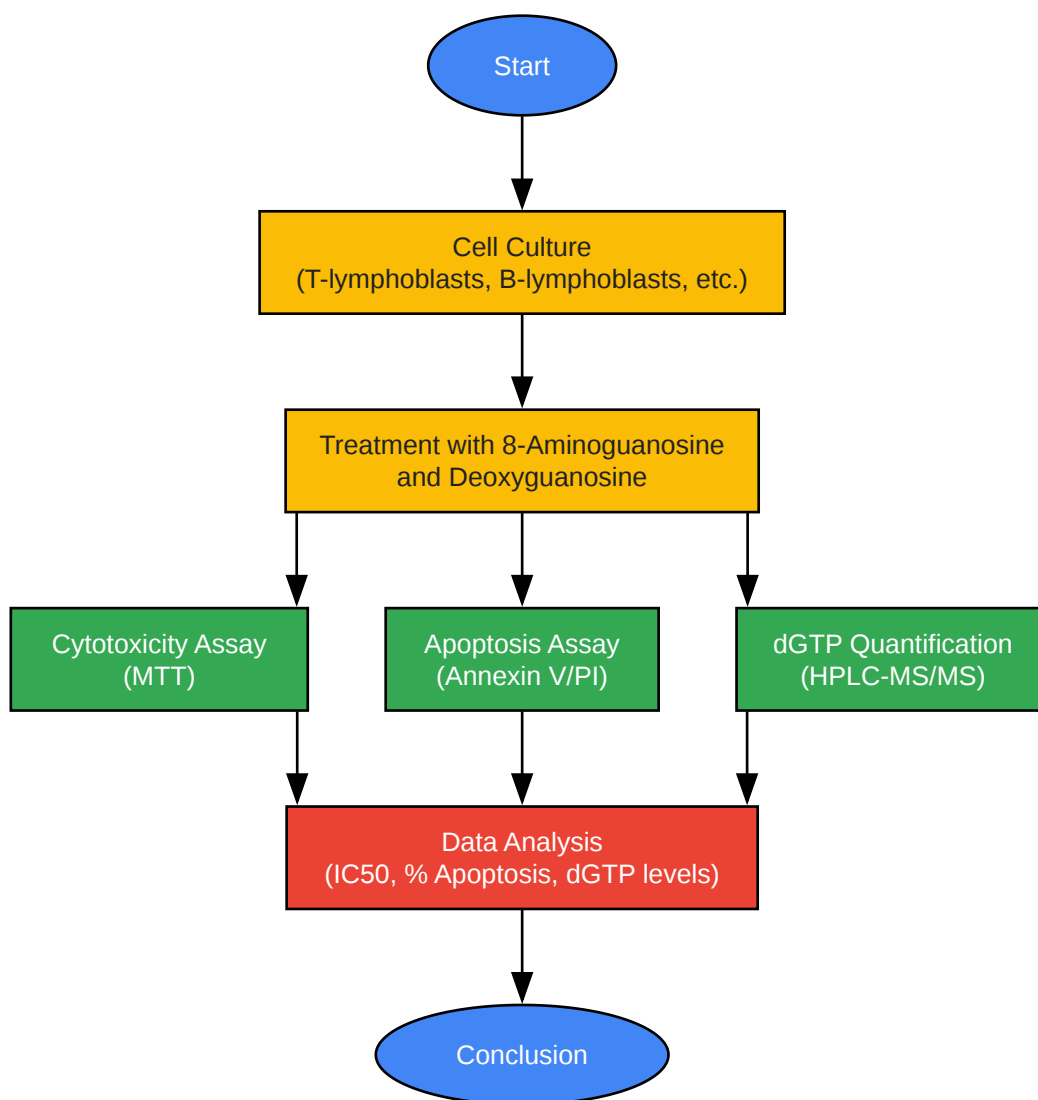 Start
Cell Culture
(T-lymphoblasts, B-lymphoblasts, etc.)
Treatment with 8-Aminoguanosine
and Deoxyguanosine
Cytotoxicity Assay
(MTT)
Apoptosis Assay
(Annexin V/PI)
dGTP Quantification
(HPLC-MS/MS)
Data Analysis
(IC50, % Apoptosis, dGTP levels)
Conclusion